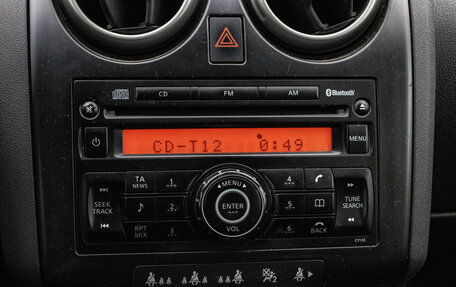 CD FM AM Bluetooth
MENU
CD-T12 0:49
TA NEWS 1 MENU 4
SEEK TRACK 2 ENTER 5 TUNE SEARCH
RPT MIX 3 VOL 6 BACK
2